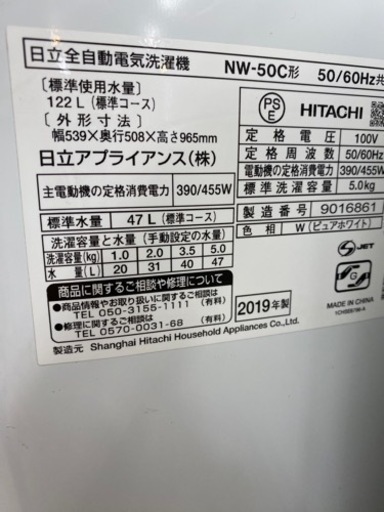 日立全自動電気洗濯機 NW-50C形 50/60Hz共
［標準使用水量］
122 L（標準コース）
［外形寸法］
幅539×奥行508×高さ965mm
日立アプライアンス（株）
主電動機の定格消費電力 390/455W
標準水量 47 L（標準コース）
洗濯容量と水量（手動設定の水量）
洗濯容量(kg) 1.0 2.0 3.5 5.0
水量(L) 20 31 40 47
商品に関するご相談や修理について
●商品情報やお取り扱いに関するご相談
TEL 050-3155-1111
●修理に関するご相談
TEL 0570-0031-68
製造元 Shanghai Hitachi Household Appliances Co., Ltd.
PS
E
HITACHI
定格電圧 100V
定格周波数 50/60Hz
電動機の定格消費電力 390/455W
標準洗濯容量 5.0kg
製造番号 9016861
色相 W（ピュアホワイト）
S-JET
G
2019年製
MADE IN CHINA